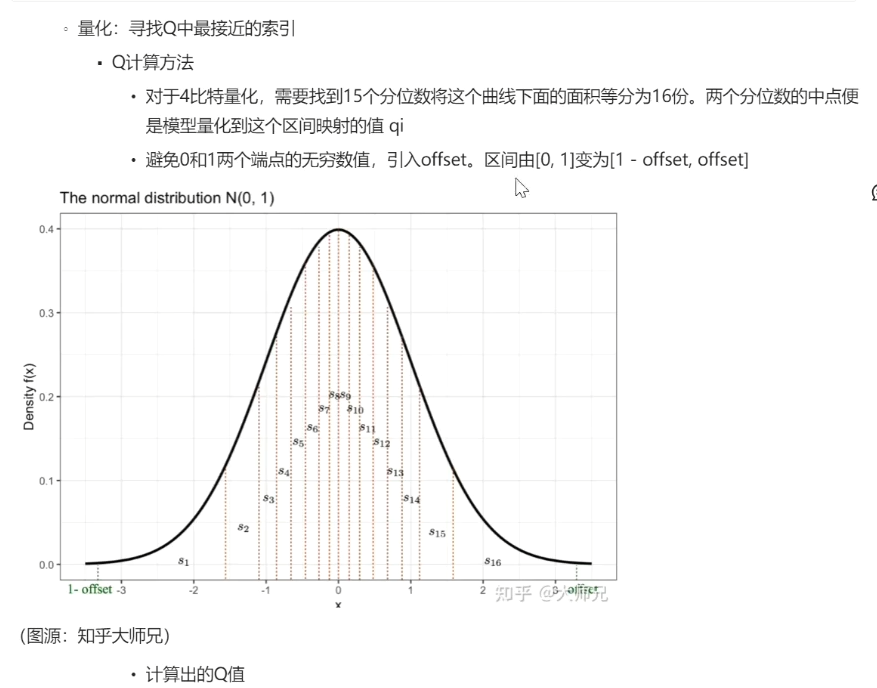 ◦ 量化：寻找Q中最接近的索引
▪ Q计算方法
• 对于4比特量化，需要找到15个分位数将这个曲线下面的面积等分为16份。两个分位数的中点便
是模型量化到这个区间映射的值 qi
• 避免0和1两个端点的无穷数值，引入offset。区间由[0, 1]变为[1 - offset, offset]
The normal distribution N(0, 1)
0.4
0.3
Density f(x)
0.2
s8 s9
s7 s10
s6 s11
s5 s12
0.1
s4 s13
s3 s14
s2 s15
0.0
s1 s16
1- offset -3 -2 -1 0 1 2 3 offset
x
知乎 @大师兄
（图源：知乎大师兄）
• 计算出的Q值